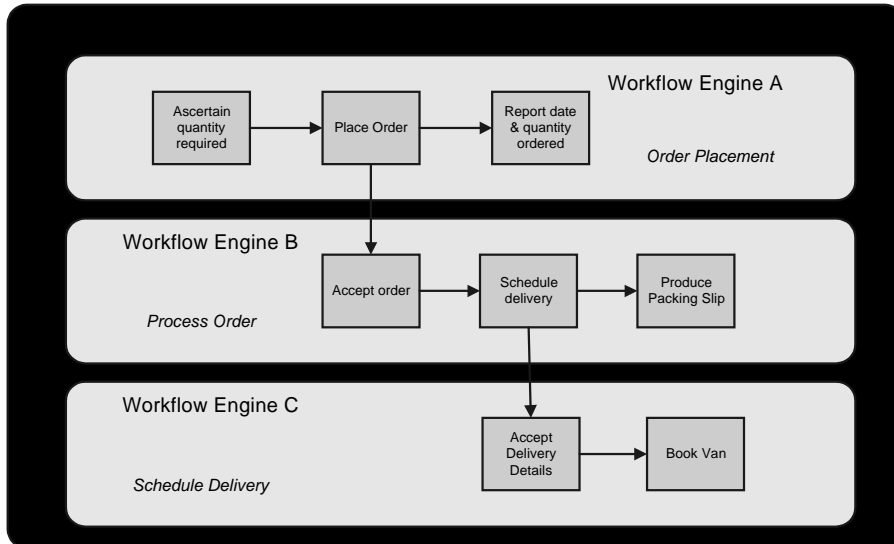 Workflow Engine A
Ascertain
quantity
required
Place Order
Report date
& quantity
ordered
Order Placement
Workflow Engine B
Accept order
Schedule
delivery
Produce
Packing Slip
Process Order
Workflow Engine C
Accept
Delivery
Details
Book Van
Schedule Delivery